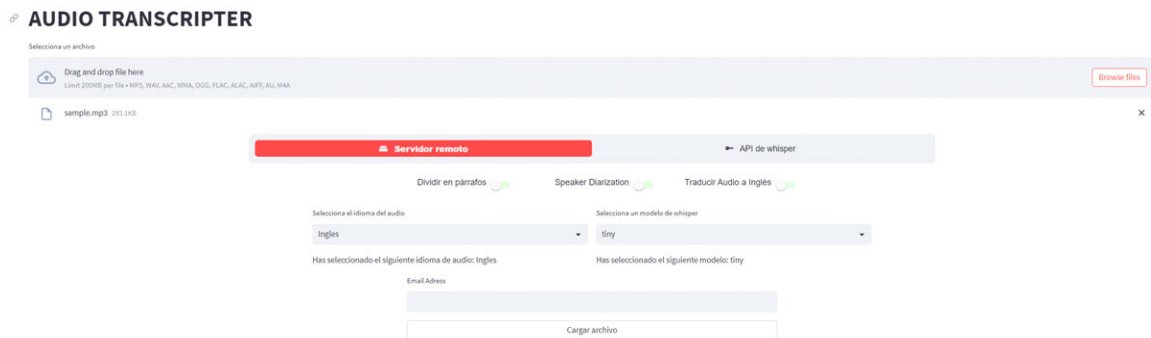 AUDIO TRANSCRIPTER
Selecciona un archivo
Drag and drop file here
Limit 200MB per file • MP3, WAV, AAC, WMA, OGG, FLAC, ALAC, AIFF, AU, M4A
Browse files
sample.mp3 293.1KB
Servidor remoto
API de whisper
Dividir en párrafos
Speaker Diarization
Traducir Audio a Inglés
Selecciona el idioma del audio
Selecciona un modelo de whisper
Ingles
tiny
Has seleccionado el siguiente idioma de audio: Ingles
Has seleccionado el siguiente modelo: tiny
Email Adress
Cargar archivo